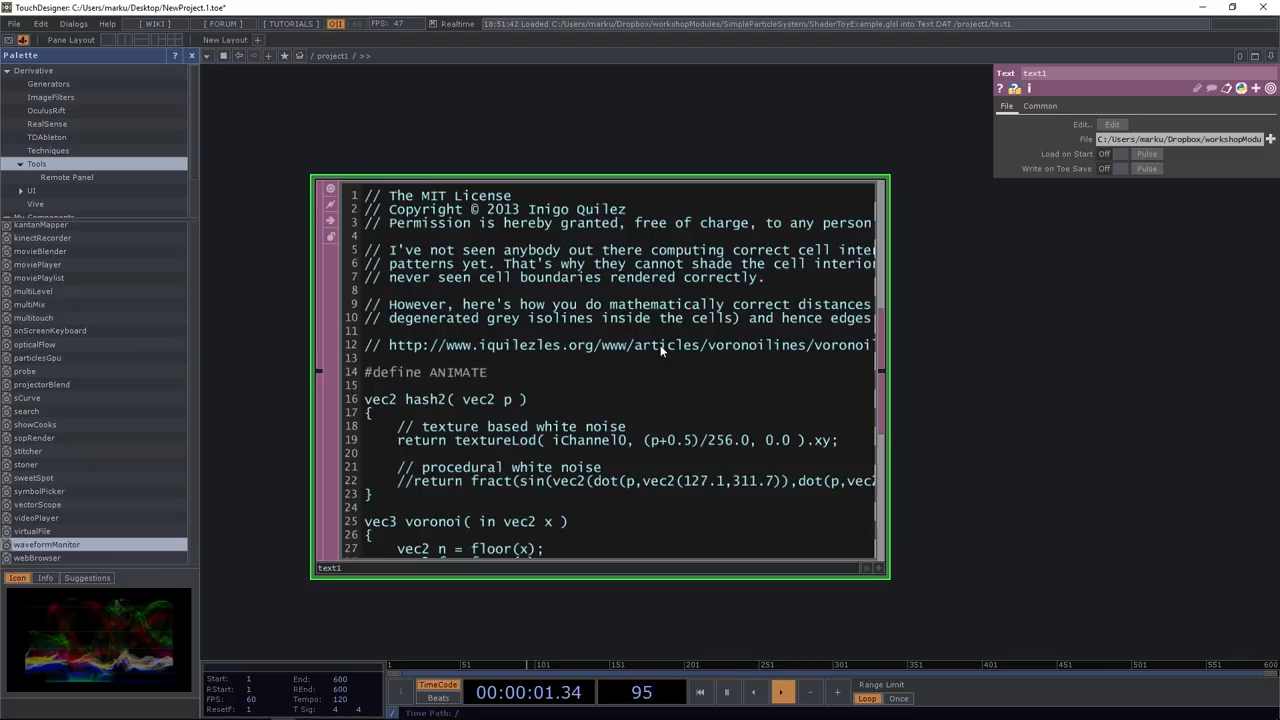 TouchDesigner: C:/Users/marku/Desktop/NewProject.1.toe*
File Edit Dialogs [ WIKI ] [ FORUM ] [ TUTORIALS ] O|I FPS: 47 Realtime 18:51:42 Loaded C:/Users/marku/Dropbox/workshopModules/SimpleParticleSystem/ShaderToyExample.glsl into Text DAT /project1/text1
Pane Layout New Layout +
Palette ? x
/ project1 / >>
Derivative
Generators
ImageFilters
OculusRift
RealSense
TDAbleton
Techniques
Tools
Remote Panel
UI
Vive
kantanMapper
kinectRecorder
movieBlender
moviePlayer
moviePlaylist
multiLevel
multiMix
multitouch
onScreenKeyboard
opticalFlow
particlesGpu
probe
projectorBlend
sCurve
search
showCooks
sopRender
stitcher
stoner
sweetSpot
symbolPicker
vectorScope
videoPlayer
virtualFile
waveformMonitor
webBrowser
Icon Info Suggestions
1 // The MIT License
2 // Copyright © 2013 Inigo Quilez
3 // Permission is hereby granted, free of charge, to any person
4
5 // I've not seen anybody out there computing correct cell inte
6 // patterns yet. That's why they cannot shade the cell interior
7 // never seen cell boundaries rendered correctly.
8
9 // However, here's how you do mathematically correct distances
10 // degenerated grey isolines inside the cells) and hence edges
11
12 // http://www.iquilezles.org/www/articles/voronoilines/voronoil
13
14 #define ANIMATE
15
16 vec2 hash2( vec2 p )
17 {
18 // texture based white noise
19 return textureLod( iChannel0, (p+0.5)/256.0, 0.0 ).xy;
20
21 // procedural white noise
22 //return fract(sin(vec2(dot(p,vec2(127.1,311.7)),dot(p,vec2
23 }
24
25 vec3 voronoi( in vec2 x )
26 {
27 vec2 n = floor(x);
text1
Text text1
? i
File Common
Edit.. Edit
File C:/Users/marku/Dropbox/workshopModu
Load on Start Off Pulse
Write on Toe Save Off Pulse
1 51 101 151 201 251 301 351 401 451 501 551 600
Start: 1 End: 600
RStart: 1 REnd: 600
FPS: 60 Tempo: 120
ResetF: 1 T Sig: 4 4
TimeCode
Beats
00:00:01.34
95
- +
Range Limit
Loop Once
/ Time Path: /